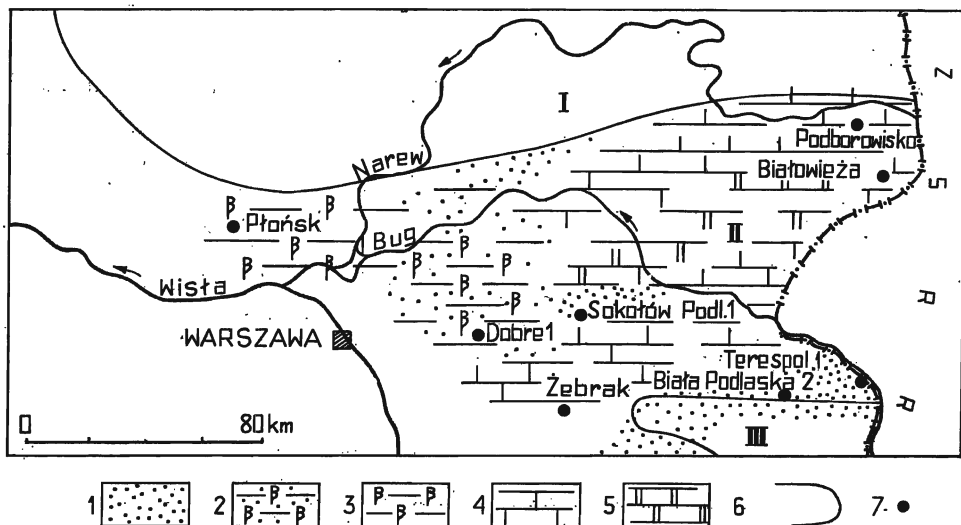 I
Z
S
R
R
Narew
Podborowisko
Białowieża
β
Płońsk
β
Bug
β
II
β
β
β
β
β
Wisła
β
β
Sokołów Podl.1
WARSZAWA
Dobre1
Terespol 1
Biała Podlaska 2
Żebrak
0 80 km
III
1 2 β β β 3 β β β 4 5 6 7